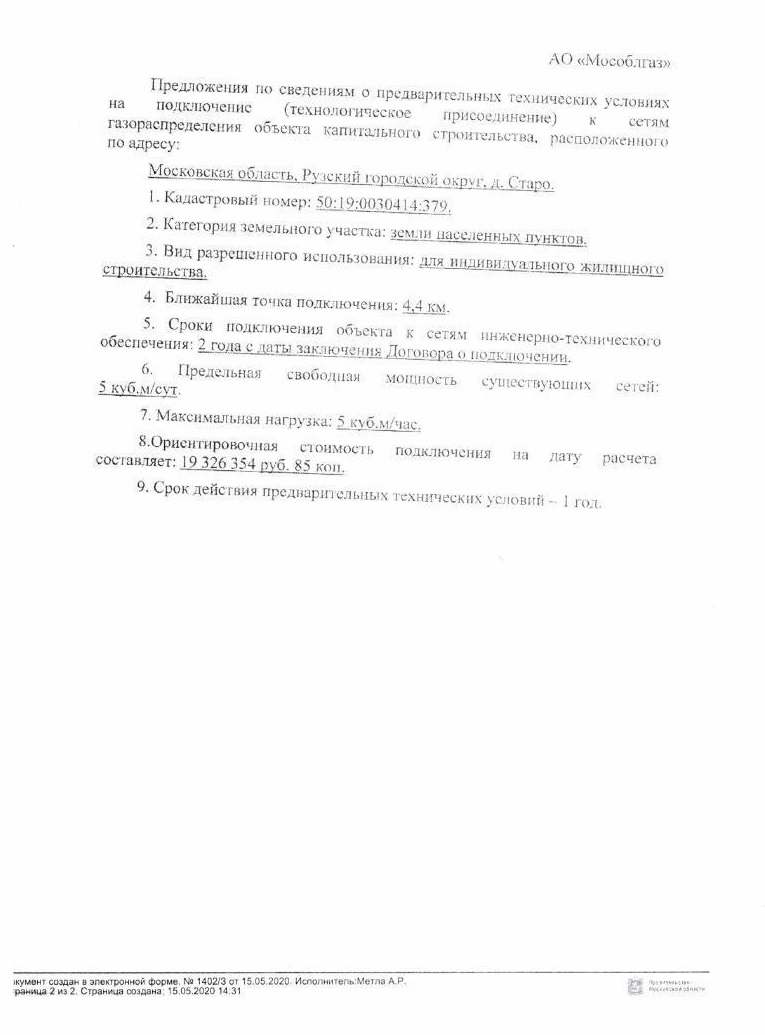 АО «Мособлгаз»
Предложения по сведениям о предварительных технических условиях
на подключение (технологическое присоединение) к сетям
газораспределения объекта капитального строительства, расположенного
по адресу:
Московская область, Рузский городской округ, д. Старо.
1. Кадастровый номер: 50:19:0030414:379.
2. Категория земельного участка: земли населенных пунктов.
3. Вид разрешенного использования: для индивидуального жилищного
строительства.
4. Ближайшая точка подключения: 4,4 км.
5. Сроки подключения объекта к сетям инженерно-технического
обеспечения: 2 года с даты заключения Договора о подключении.
6. Предельная свободная мощность существующих сетей:
5 куб.м/сут.
7. Максимальная нагрузка: 5 куб.м/час.
8.Ориентировочная стоимость подключения на дату расчета
составляет: 19 326 354 руб. 85 коп.
9. Срок действия предварительных технических условий – 1 год.
кумент создан в электронной форме. № 1402/3 от 15.05.2020. Исполнитель:Метла А.Р.
раница 2 из 2. Страница создана: 15.05.2020 14:31
Правительство
Московской области